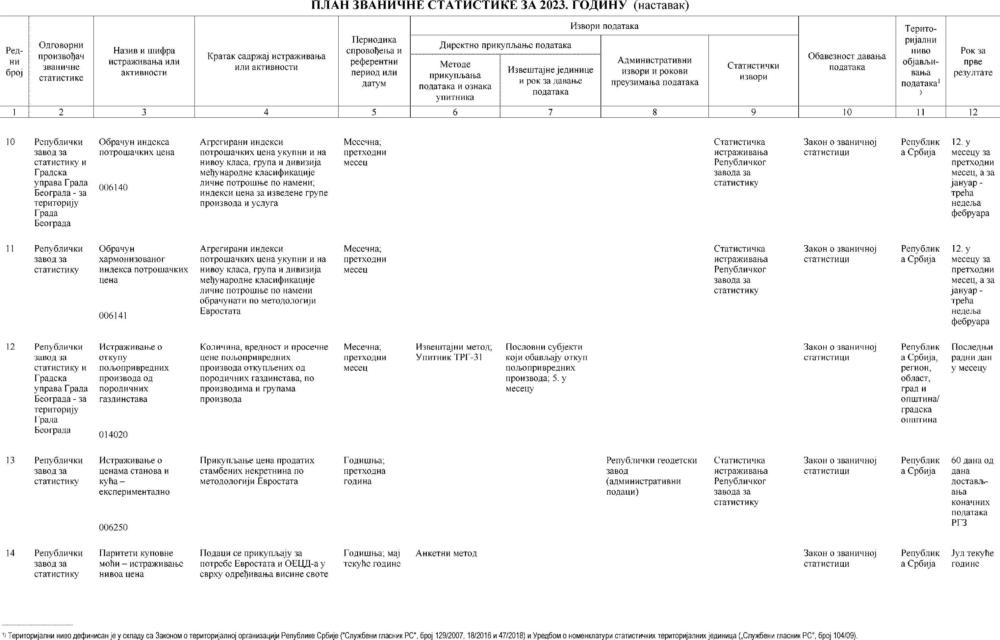 ПЛАН ЗВАНИЧНЕ СТАТИСТИКЕ ЗА 2023. ГОДИНУ (наставак)
Ред-
ни
број
Одговорни
произвођач
званичне
статистике
Назив и шифра
истраживања или
активности
Кратак садржај истраживања
или активности
Периодика
спровођења и
референтни
период или
датум
Извори података
Директно прикупљање података
Методе
прикупљања
података и ознака
упитника
Извештајне јединице
и рок за давање
података
Административни
извори и рокови
преузимања података
Статистички
извори
Обавезност давања
података
Терито-
ријални
ниво
објављи-
вања
података¹
)
Рок за
прве
резултате
1 2 3 4 5 6 7 8 9 10 11 12
10
Републички
завод за
статистику и
Градска
управа Града
Београда - за
територију
Града
Београда
Обрачун индекса
потрошачких цена
006140
Агрегирани индекси
потрошачких цена укупни и на
нивоу класа, група и дивизија
међународне класификације
личне потрошње по намени;
индекси цена за изведене групе
производа и услуга
Месечна;
претходни
месец
Статистичка
истраживања
Републичког
завода за
статистику
Закон о званичној
статистици
Републик
а Србија
12. у
месецу за
претходни
месец, а за
јануар -
трећа
недеља
фебруара
11
Републички
завод за
статистику
Обрачун
хармонизованог
индекса потрошачких
цена
006141
Агрегирани индекси
потрошачких цена укупни и на
нивоу класа, група и дивизија
међународне класификације
личне потрошње по намени
обрачунати по методологији
Евростата
Месечна;
претходни
месец
Статистичка
истраживања
Републичког
завода за
статистику
Закон о званичној
статистици
Републик
а Србија
12. у
месецу за
претходни
месец, а за
јануар -
трећа
недеља
фебруара
12
Републички
завод за
статистику и
Градска
управа Града
Београда - за
територију
Града
Београда
Истраживање о
откупу
пољопривредних
производа од
породичних
газдинстава
014020
Количина, вредност и просечне
цене пољопривредних
производа откупљених од
породичних газдинстава, по
производима и групама
производа
Месечна;
претходни
месец
Извештајни метод;
Упитник ТРГ-31
Пословни субјекти
који обављају откуп
пољопривредних
производа; 5. у
месецу
Закон о званичној
статистици
Републик
а Србија,
регион,
област,
град и
општина/
градска
општина
Последњи
радни дан
у месецу
13
Републички
завод за
статистику
Истраживање о
ценама станова и
кућа –
експериментално
006250
Прикупљање цена продатих
стамбених некретнина по
методологији Евростата
Годишња;
претходна
година
Републички геодетски
завод
(административни
подаци)
Статистичка
истраживања
Републичког
завода за
статистику
Закон о званичној
статистици
Републик
а Србија
60 дана од
дана
достављ-
ања
коначних
података
РГЗ
14
Републички
завод за
статистику
Паритети куповне
моћи – истраживање
нивоа цена
Подаци се прикупљају за
потребе Евростата и ОЕЦД-а у
сврху одређивања висине своте
Годишња; мај
текуће године
Анкетни метод
Закон о званичној
статистици
Републик
а Србија
Јул текуће
године
¹⁾ Територијални ниво дефинисан је у складу са Законом о територијалној организацији Републике Србије ("Службени гласник РС", број 129/2007, 18/2016 и 47/2018) и Уредбом о номенклатури статистичких територијалних јединица („Службени гласник РС", број 104/09).